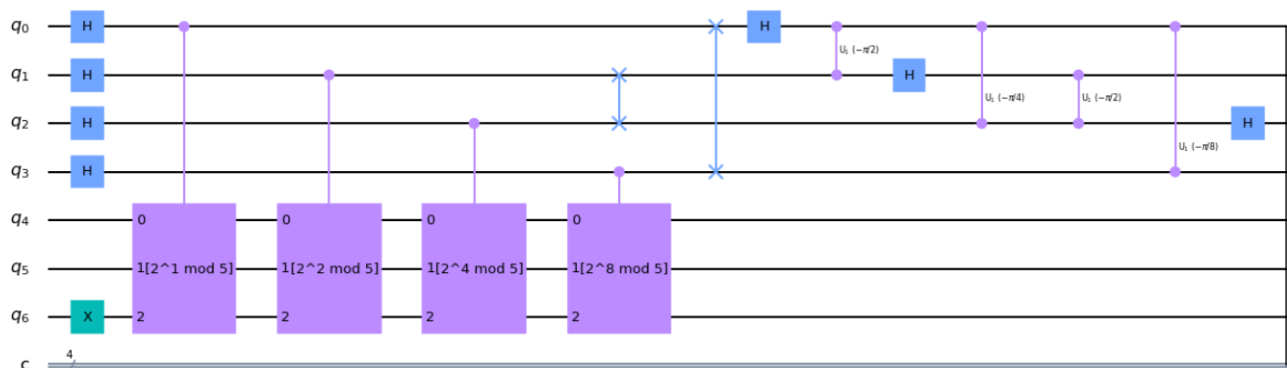 q0 H H
U1 (−π/2)
q1 H H
U1 (−π/4) U1 (−π/2)
q2 H H
U1 (−π/8)
q3 H
q4 0 0 0 0
q5 1[2^1 mod 5] 1[2^2 mod 5] 1[2^4 mod 5] 1[2^8 mod 5]
q6 X 2 2 2 2
4
c